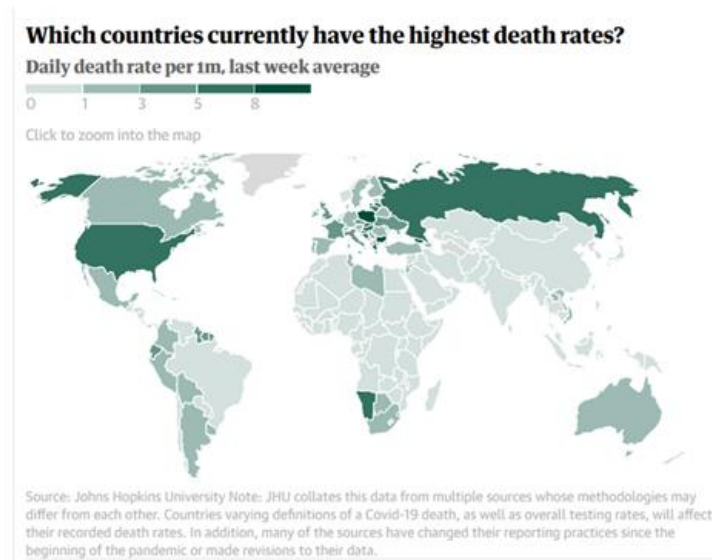 Which countries currently have the highest death rates?
Daily death rate per 1m, last week average
0 1 3 5 8
Click to zoom into the map
Source: Johns Hopkins University Note: JHU collates this data from multiple sources whose methodologies may
differ from each other. Countries varying definitions of a Covid-19 death, as well as overall testing rates, will affect
their recorded death rates. In addition, many of the sources have changed their reporting practices since the
beginning of the pandemic or made revisions to their data.